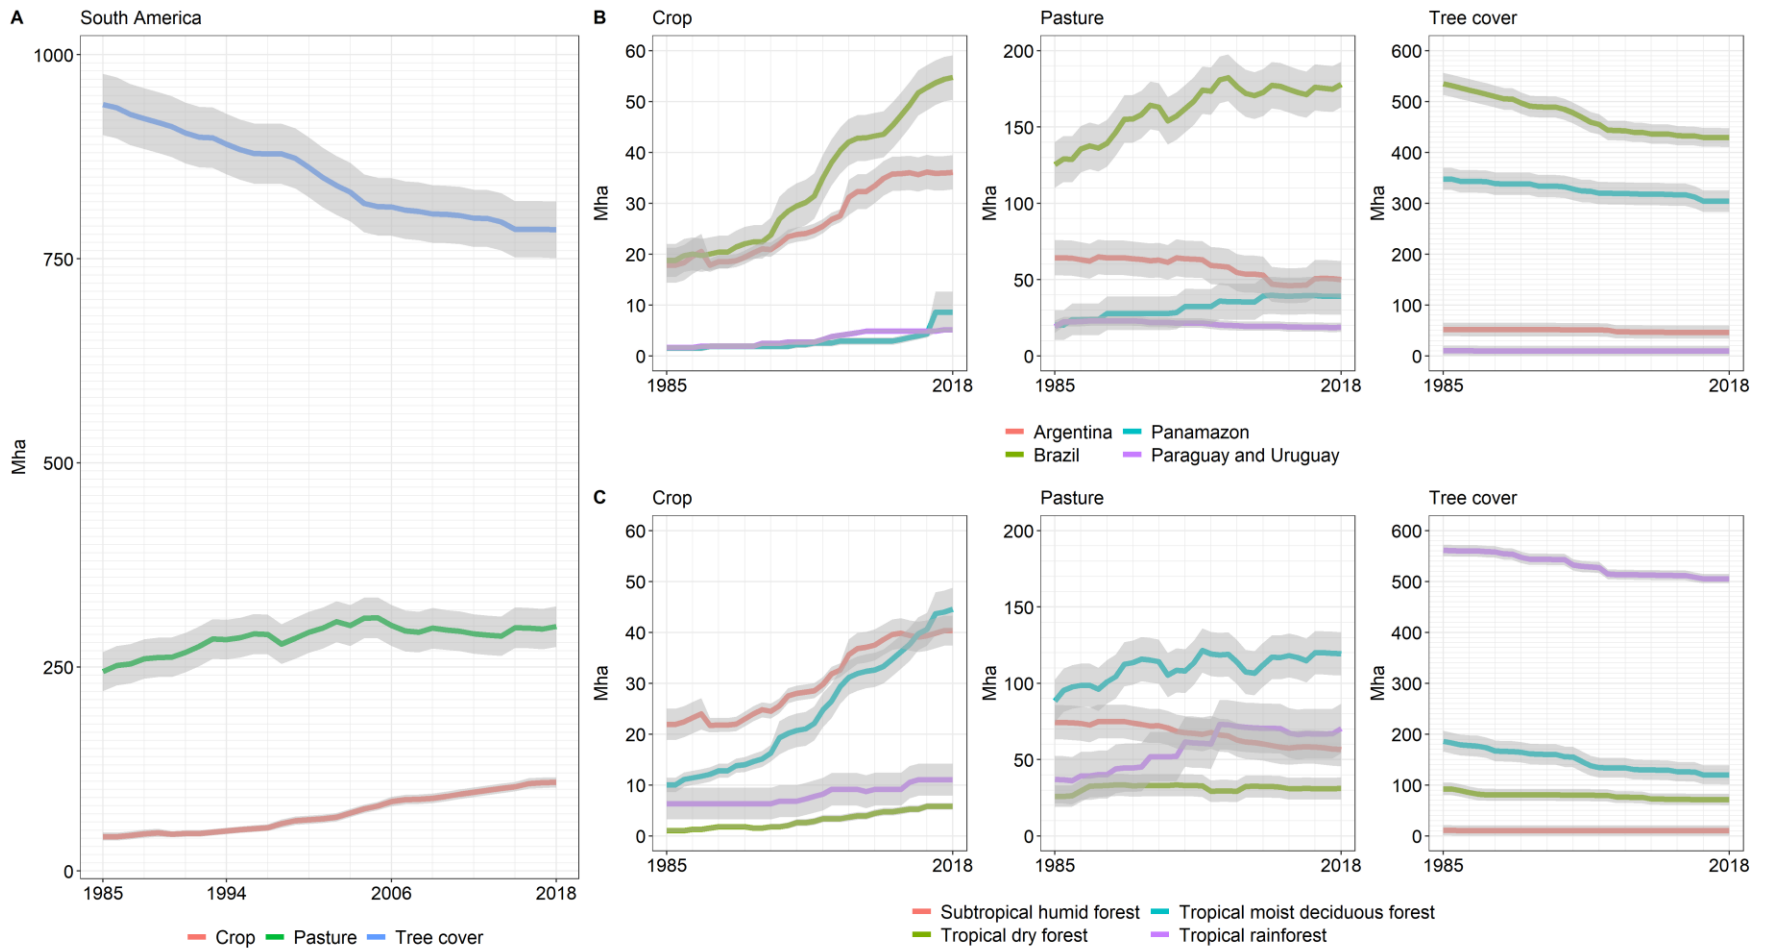 A
South America
1000
750
500
250
0
Mha
1985
1994
2006
2018
Crop
Pasture
Tree cover
B
Crop
60
50
40
30
20
10
0
Mha
1985
2018
Pasture
200
150
100
50
0
Mha
1985
2018
Tree cover
600
500
400
300
200
100
0
Mha
1985
2018
Argentina
Panamazon
Brazil
Paraguay and Uruguay
C
Crop
60
50
40
30
20
10
0
Mha
1985
2018
Pasture
200
150
100
50
0
Mha
1985
2018
Tree cover
600
500
400
300
200
100
0
Mha
1985
2018
Subtropical humid forest
Tropical moist deciduous forest
Tropical dry forest
Tropical rainforest